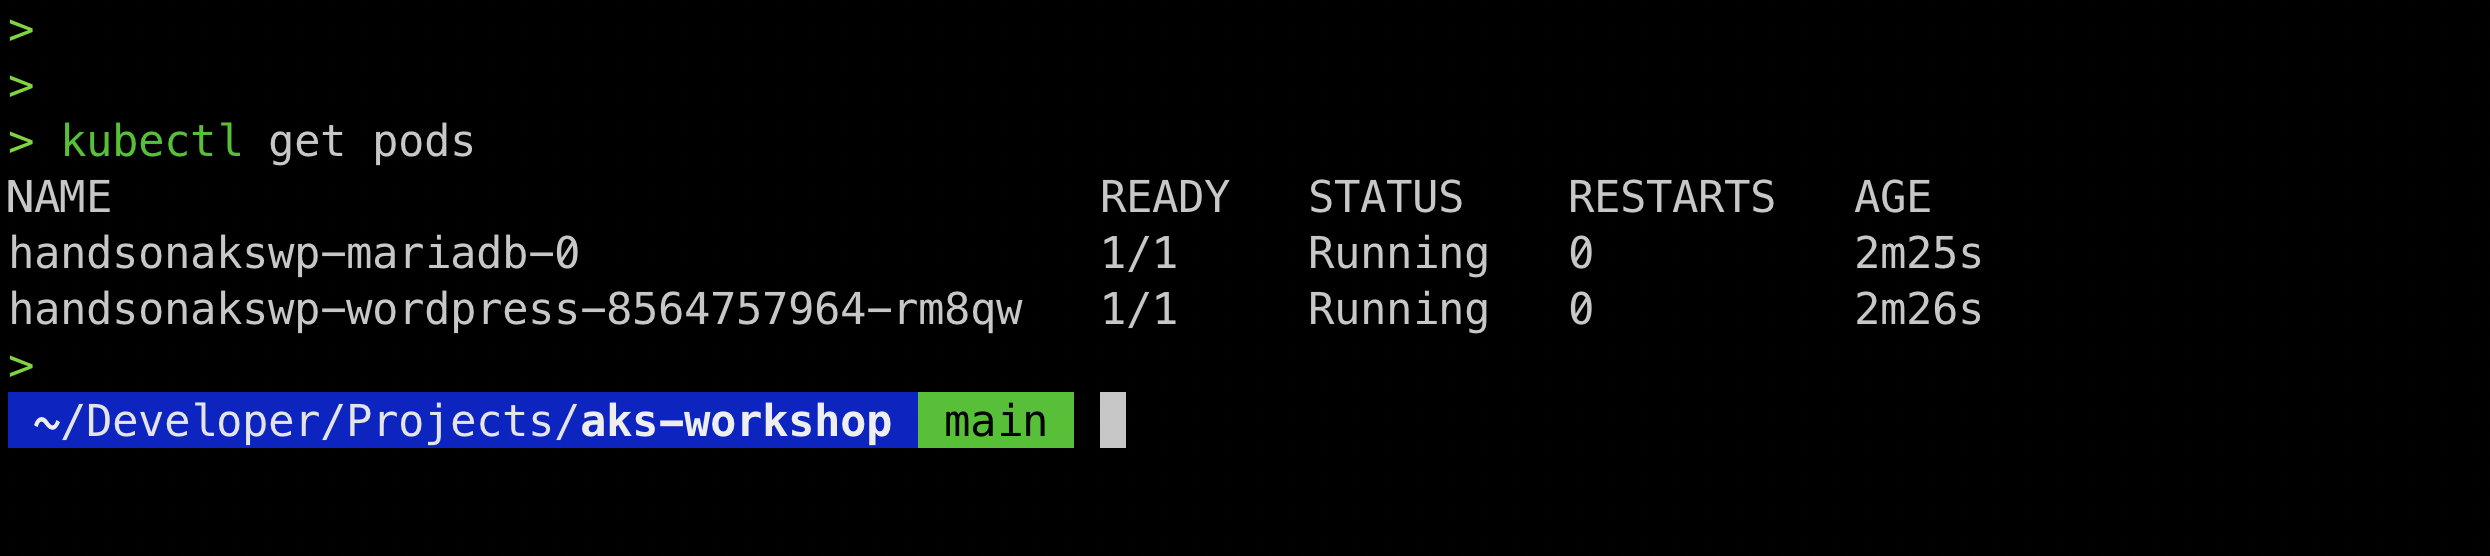 >
>
> kubectl get pods
NAME                                      READY   STATUS    RESTARTS   AGE
handsonakswp-mariadb-0                    1/1     Running   0          2m25s
handsonakswp-wordpress-8564757964-rm8qw   1/1     Running   0          2m26s
>
~/Developer/Projects/aks-workshop  main